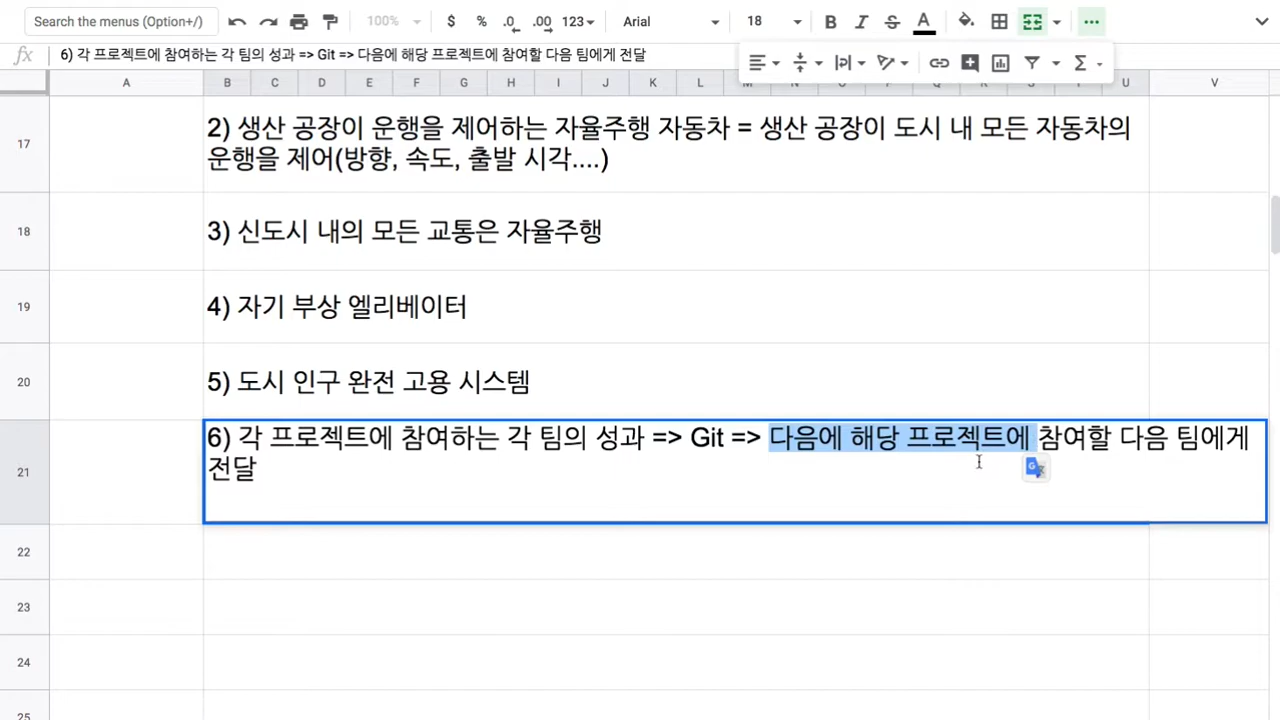 Search the menus (Option+/)
100%
$ % .0 .00 123
Arial
18
B I S A
fx 6) 각 프로젝트에 참여하는 각 팀의 성과 => Git => 다음에 해당 프로젝트에 참여할 다음 팀에게 전달
A B C D E F G H I J K L M N O P Q R S T U V
17
2) 생산 공장이 운행을 제어하는 자율주행 자동차 = 생산 공장이 도시 내 모든 자동차의
운행을 제어(방향, 속도, 출발 시각....)
18
3) 신도시 내의 모든 교통은 자율주행
19
4) 자기 부상 엘리베이터
20
5) 도시 인구 완전 고용 시스템
21
6) 각 프로젝트에 참여하는 각 팀의 성과 => Git => 다음에 해당 프로젝트에 참여할 다음 팀에게
전달
22
23
24
25